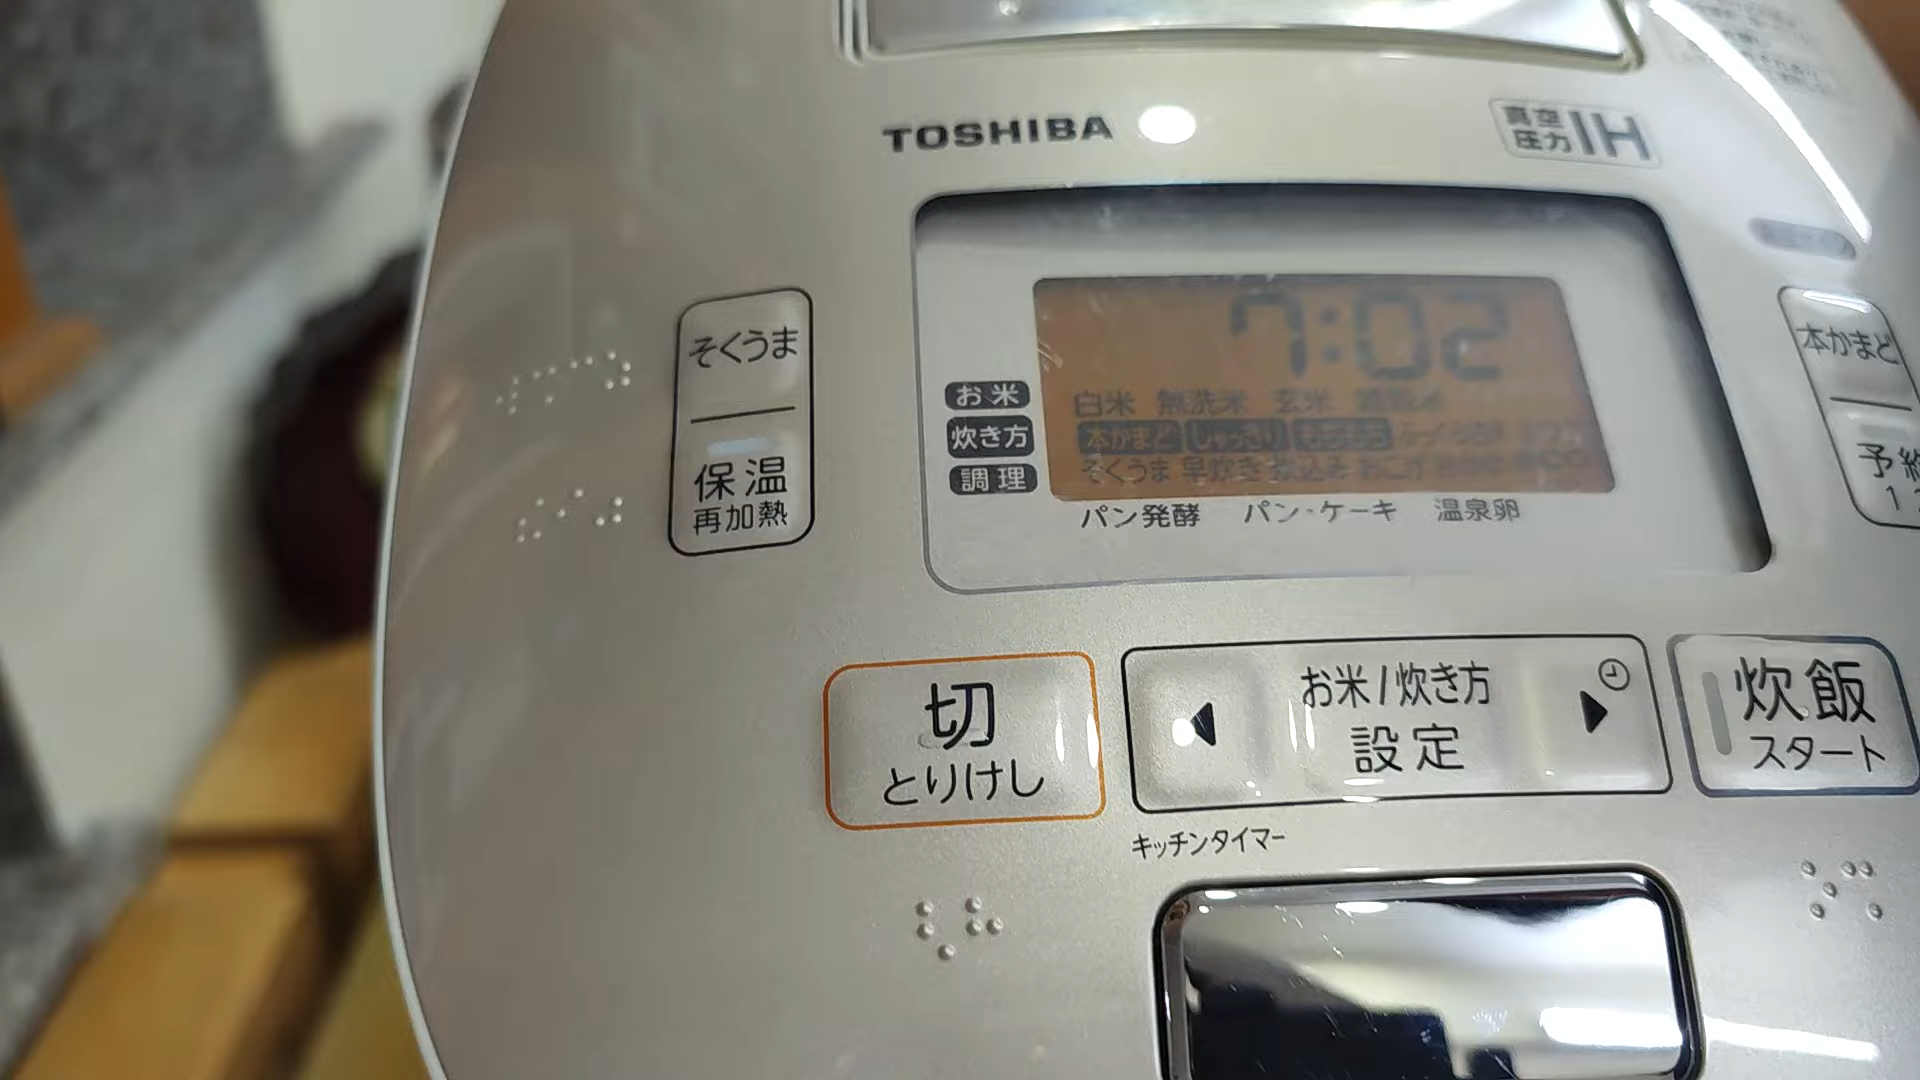 TOSHIBA
真空
圧力IH
7:02
そくうま
本かまど
お米
白米 無洗米 玄米
炊き方
本かまど しゃっきり もちもち
調理
そくうま 早炊き 炊込み おこげ
保温
再加熱
パン発酵 パン・ケーキ 温泉卵
切
とりけし
お米/炊き方
設定
炊飯
スタート
キッチンタイマー